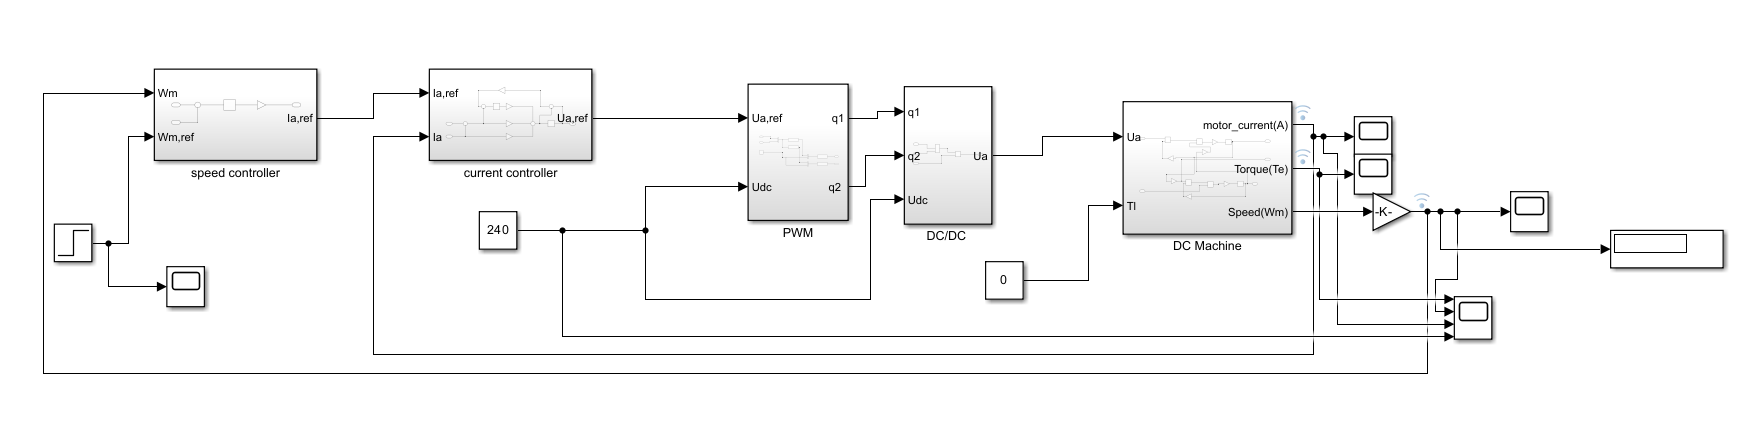 Wm
Wm,ref
Ia,ref
speed controller
Ia,ref
Ia
Ua,ref
current controller
240
Ua,ref
Udc
q1
q2
PWM
q1
q2
Udc
Ua
DC/DC
0
Ua
Tl
motor_current(A)
Torque(Te)
Speed(Wm)
DC Machine
-K-